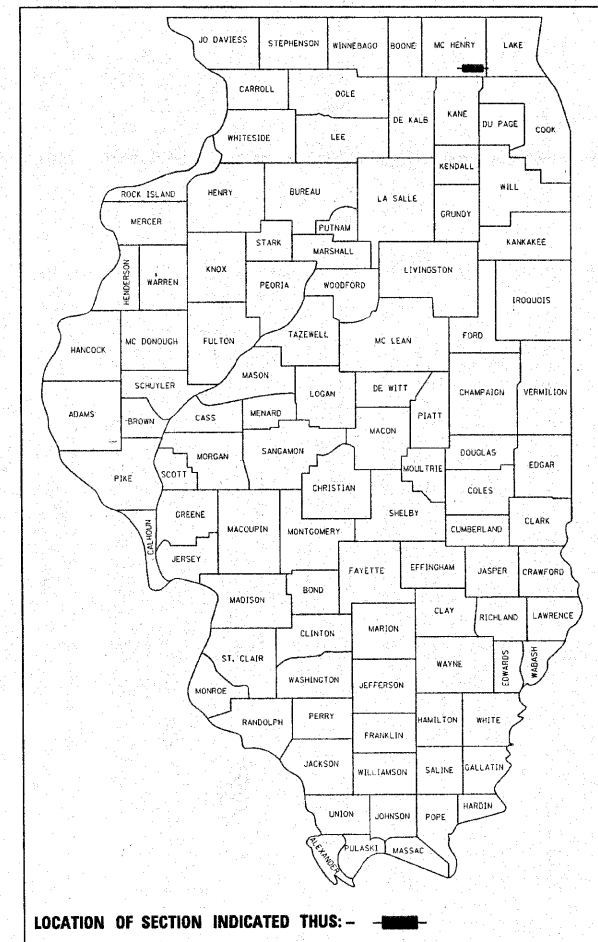 JO DAVIESS STEPHENSON WINNEBAGO BOONE MC HENRY LAKE
CARROLL OGLE DE KALB KANE DU PAGE COOK
WHITESIDE LEE
KENDALL WILL
ROCK ISLAND HENRY BUREAU LA SALLE GRUNDY
MERCER PUTNAM KANKAKEE
STARK MARSHALL
HENDERSON WARREN KNOX PEORIA WOODFORD LIVINGSTON IROQUOIS
HANCOCK MC DONOUGH FULTON TAZEWELL MC LEAN FORD
SCHUYLER MASON LOGAN DE WITT CHAMPAIGN VERMILION
ADAMS BROWN CASS MENARD MACON PIATT
PIKE SCOTT MORGAN SANGAMON MOULTRIE DOUGLAS EDGAR
CHRISTIAN COLES
GREENE MACOUPIN MONTGOMERY SHELBY CUMBERLAND CLARK
CALHOUN JERSEY FAYETTE EFFINGHAM JASPER CRAWFORD
MADISON BOND CLAY RICHLAND LAWRENCE
CLINTON MARION
ST. CLAIR WASHINGTON WAYNE EDWARDS WABASH
MONROE JEFFERSON
RANDOLPH PERRY HAMILTON WHITE
FRANKLIN
JACKSON WILLIAMSON SALINE GALLATIN
UNION JOHNSON POPE HARDIN
ALEXANDER PULASKI MASSAC
LOCATION OF SECTION INDICATED THUS: -